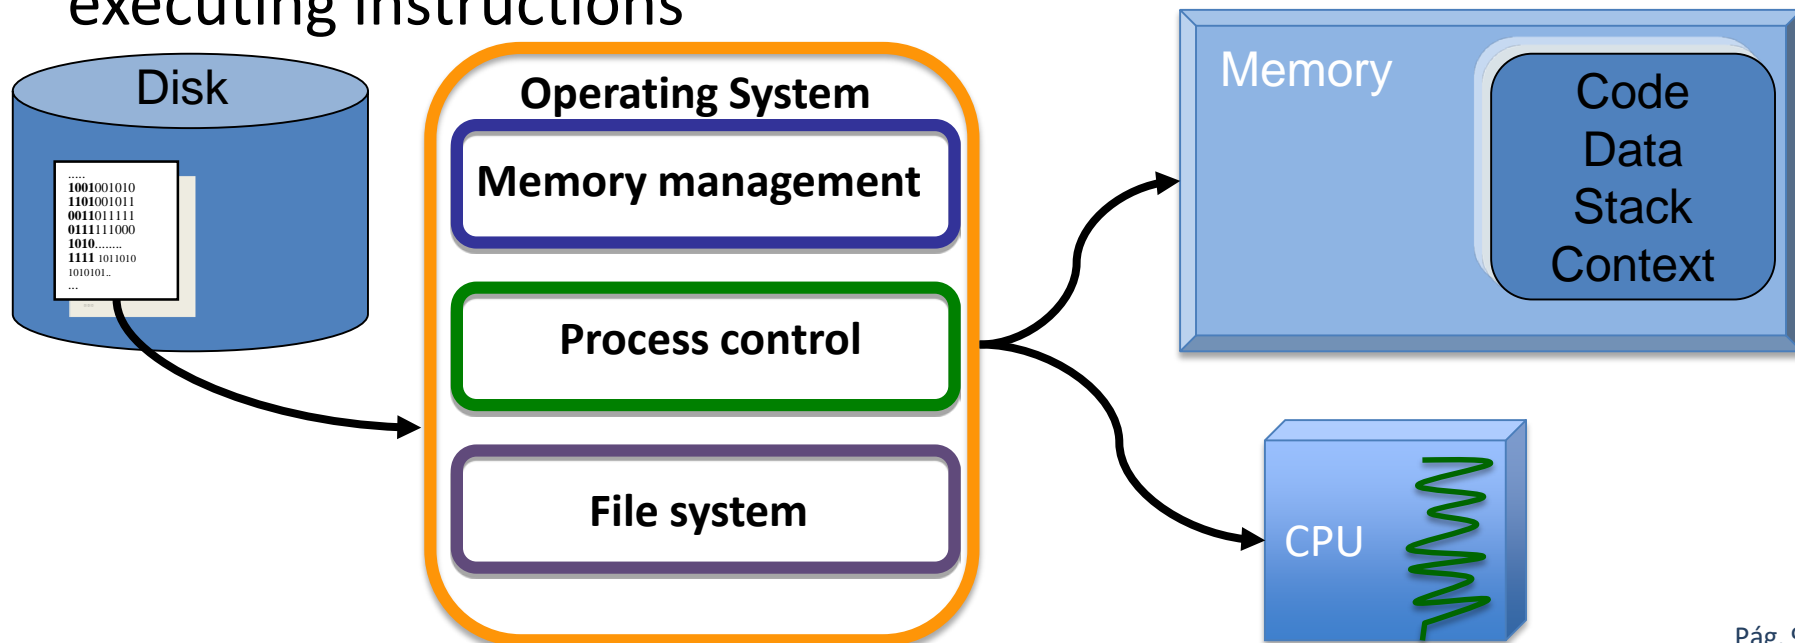 executing instructions
Disk
.....
1001001010
1101001011
0011011111
0111111000
1010........
1111 1011010
1010101..
...
Operating System
Memory management
Process control
File system
Memory
Code
Data
Stack
Context
CPU
Pág.